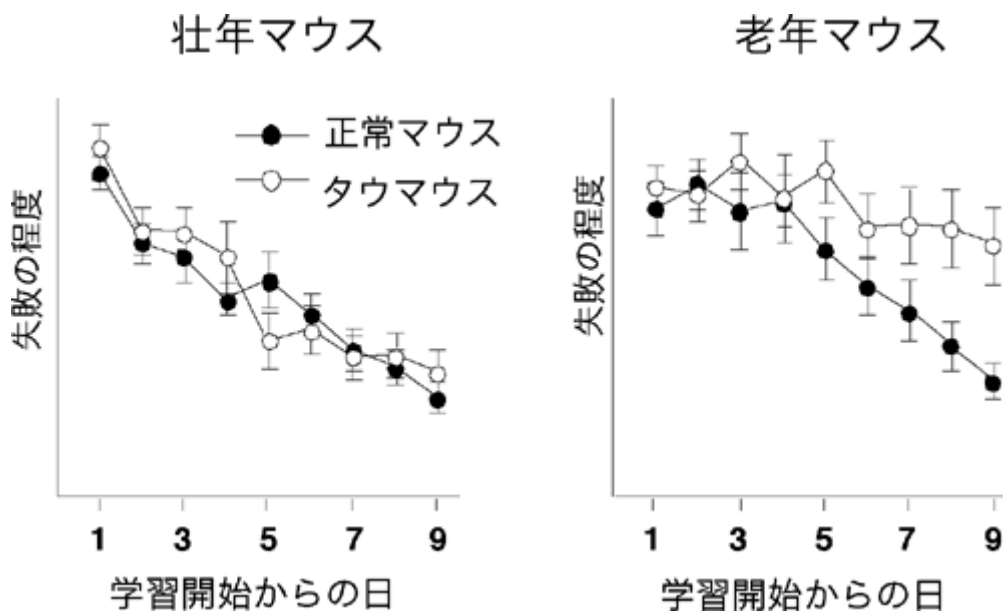 壮年マウス
老年マウス
正常マウス
タウマウス
失敗の程度
失敗の程度
1 3 5 7 9
1 3 5 7 9
学習開始からの日
学習開始からの日